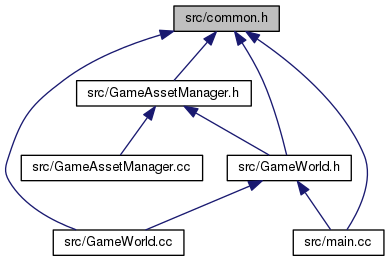 src/common.h
src/GameAssetManager.h
src/GameAssetManager.cc
src/GameWorld.h
src/GameWorld.cc
src/main.cc